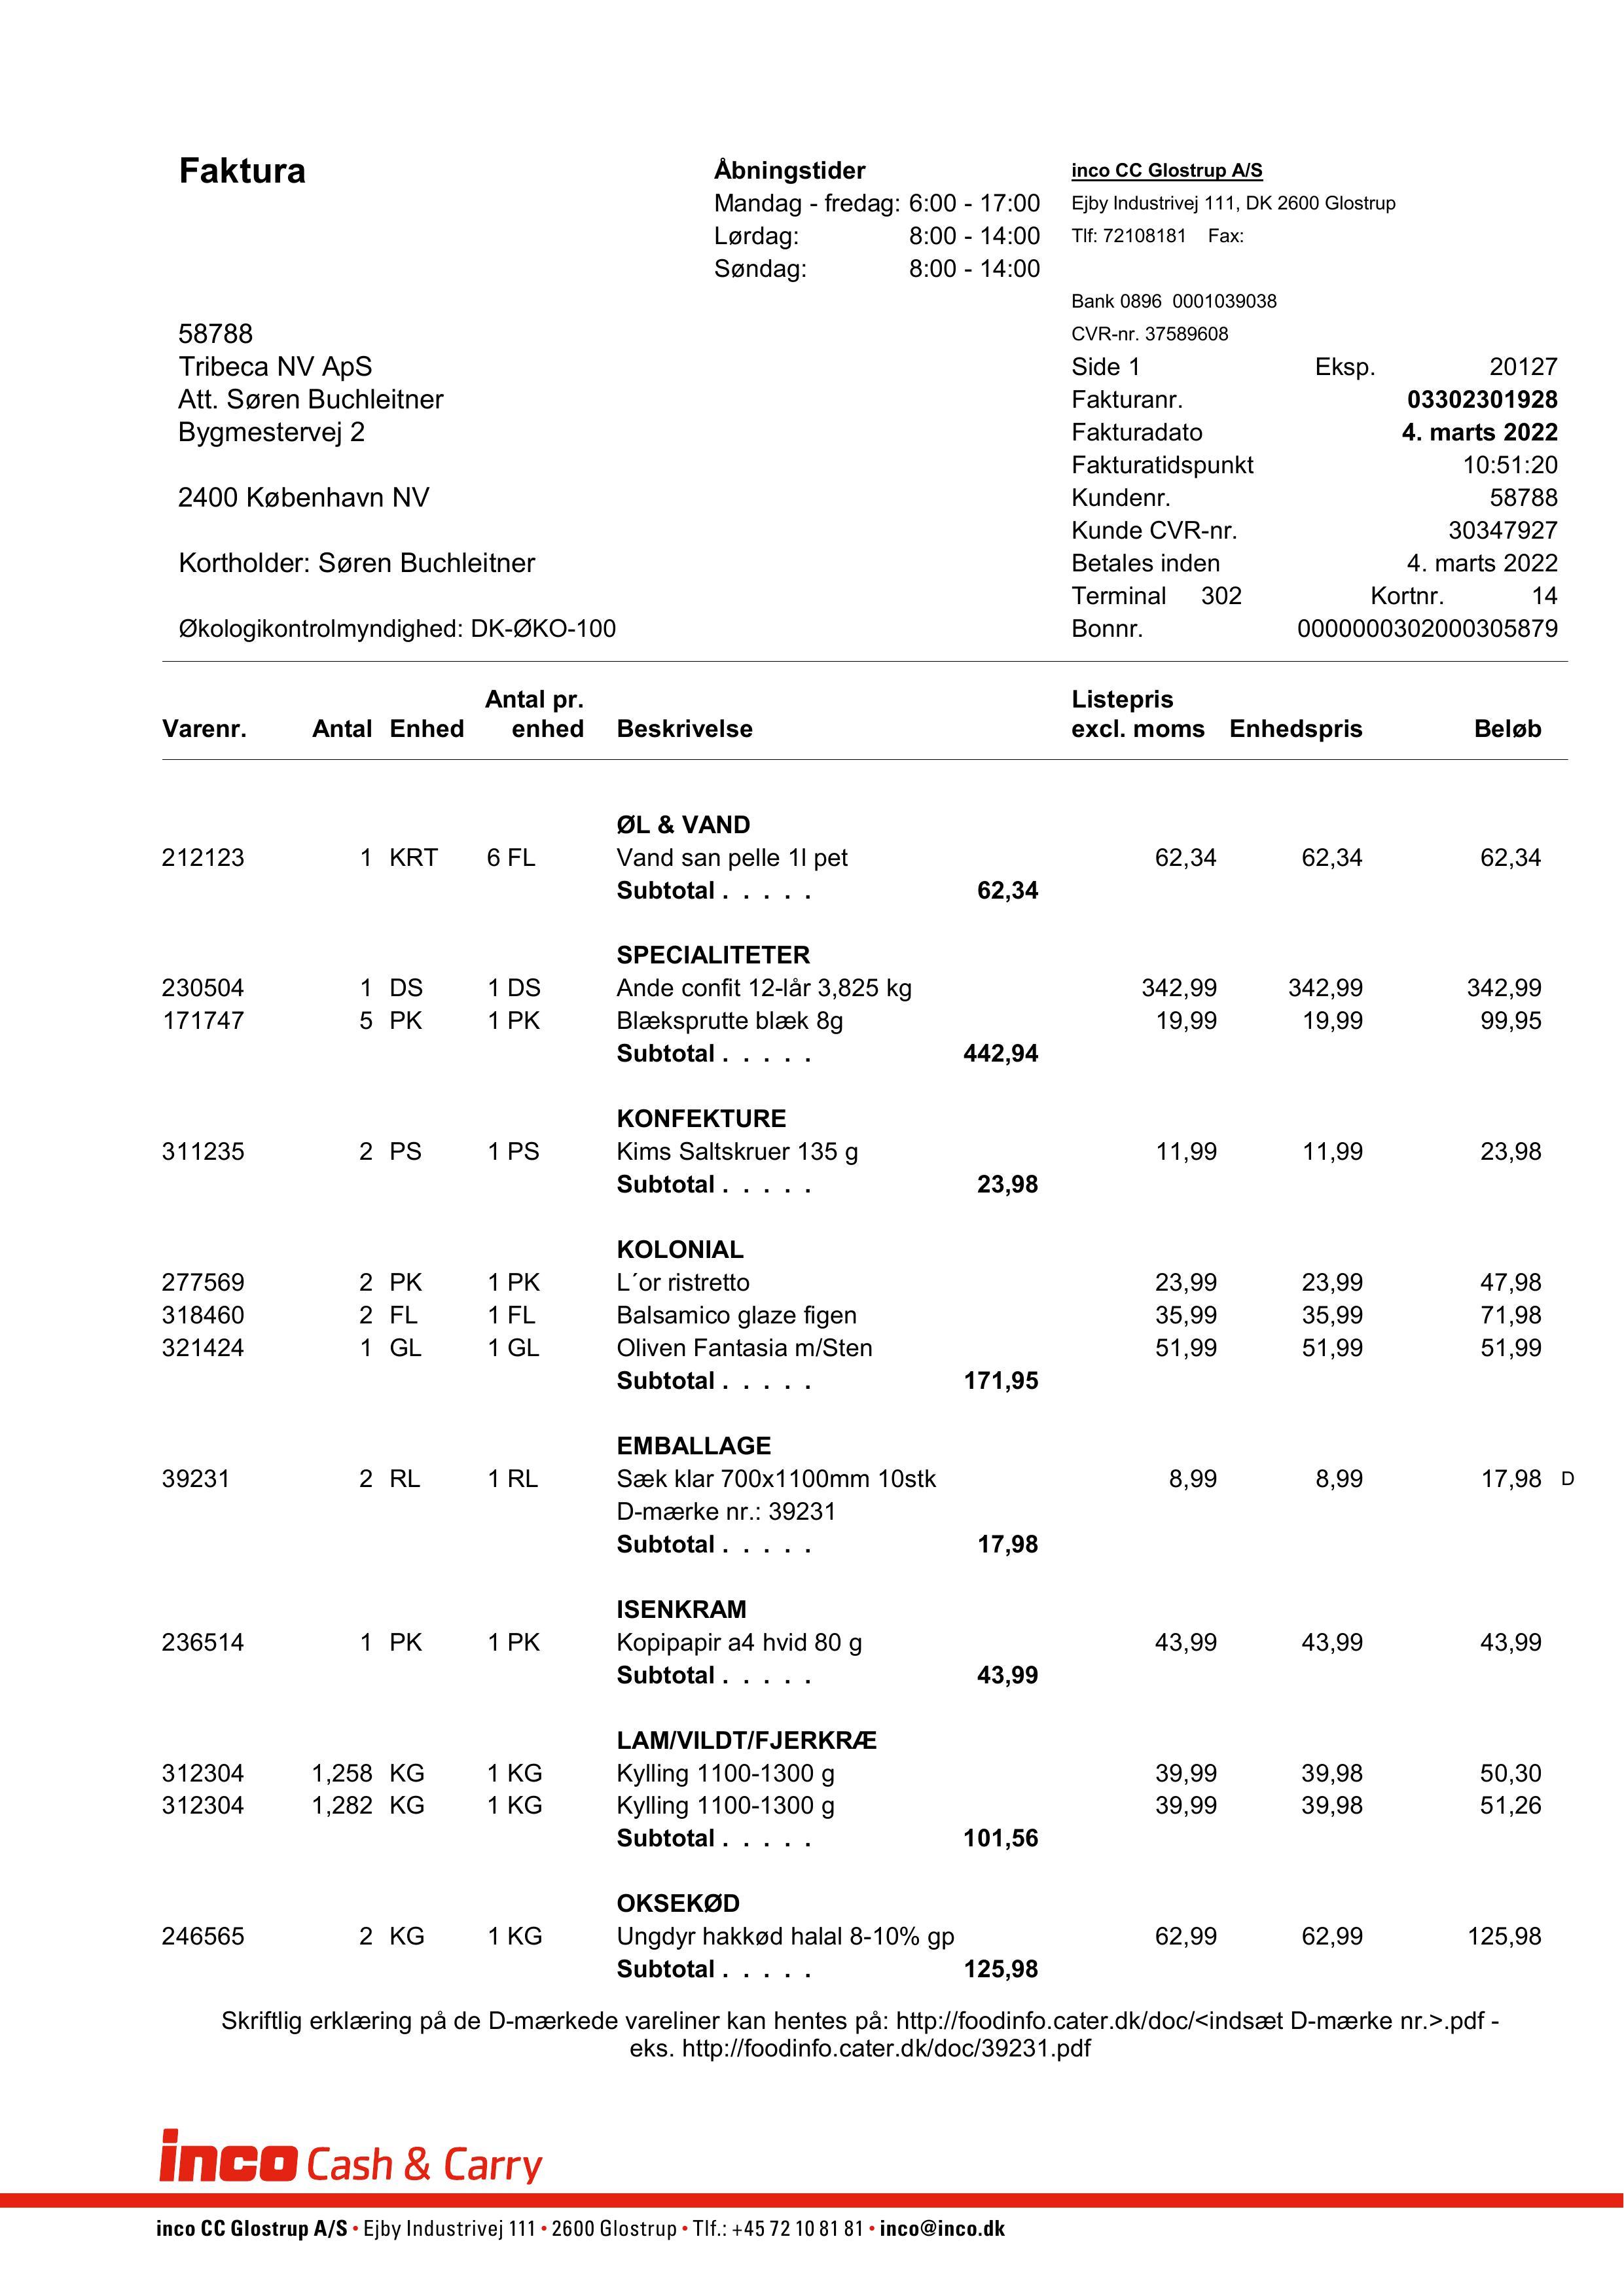 Faktura
Åbningstider
Mandag - fredag: 6:00 - 17:00
Lørdag: 8:00 - 14:00
Søndag: 8:00 - 14:00
inco CC Glostrup A/S
Ejby Industrivej 111, DK 2600 Glostrup
Tlf: 72108181 Fax:
Bank 0896 0001039038
CVR-nr. 37589608
58788
Tribeca NV ApS
Att. Søren Buchleitner
Bygmestervej 2
2400 København NV
Kortholder: Søren Buchleitner
Økologikontrolmyndighed: DK-ØKO-100
Side 1 Eksp. 20127
Fakturanr. 03302301928
Fakturadato 4. marts 2022
Fakturatidspunkt 10:51:20
Kundenr. 58788
Kunde CVR-nr. 30347927
Betales inden 4. marts 2022
Terminal 302 Kortnr. 14
Bonnr. 0000000302000305879
Antal pr. Listepris
Varenr. Antal Enhed enhed Beskrivelse excl. moms Enhedspris Beløb
ØL & VAND
212123 1 KRT 6 FL Vand san pelle 1l pet 62,34 62,34 62,34
Subtotal . . . . . 62,34
SPECIALITETER
230504 1 DS 1 DS Ande confit 12-lår 3,825 kg 342,99 342,99 342,99
171747 5 PK 1 PK Blæksprutte blæk 8g 19,99 19,99 99,95
Subtotal . . . . . 442,94
KONFEKTURE
311235 2 PS 1 PS Kims Saltskruer 135 g 11,99 11,99 23,98
Subtotal . . . . . 23,98
KOLONIAL
277569 2 PK 1 PK L´or ristretto 23,99 23,99 47,98
318460 2 FL 1 FL Balsamico glaze figen 35,99 35,99 71,98
321424 1 GL 1 GL Oliven Fantasia m/Sten 51,99 51,99 51,99
Subtotal . . . . . 171,95
EMBALLAGE
39231 2 RL 1 RL Sæk klar 700x1100mm 10stk 8,99 8,99 17,98 D
D-mærke nr.: 39231
Subtotal . . . . . 17,98
ISENKRAM
236514 1 PK 1 PK Kopipapir a4 hvid 80 g 43,99 43,99 43,99
Subtotal . . . . . 43,99
LAM/VILDT/FJERKRÆ
312304 1,258 KG 1 KG Kylling 1100-1300 g 39,99 39,98 50,30
312304 1,282 KG 1 KG Kylling 1100-1300 g 39,99 39,98 51,26
Subtotal . . . . . 101,56
OKSEKØD
246565 2 KG 1 KG Ungdyr hakkød halal 8-10% gp 62,99 62,99 125,98
Subtotal . . . . . 125,98
Skriftlig erklæring på de D-mærkede vareliner kan hentes på: http://foodinfo.cater.dk/doc/<indsæt D-mærke nr.>.pdf -
eks. http://foodinfo.cater.dk/doc/39231.pdf
inco Cash & Carry
inco CC Glostrup A/S • Ejby Industrivej 111 • 2600 Glostrup • Tlf.: +45 72 10 81 81 • inco@inco.dk